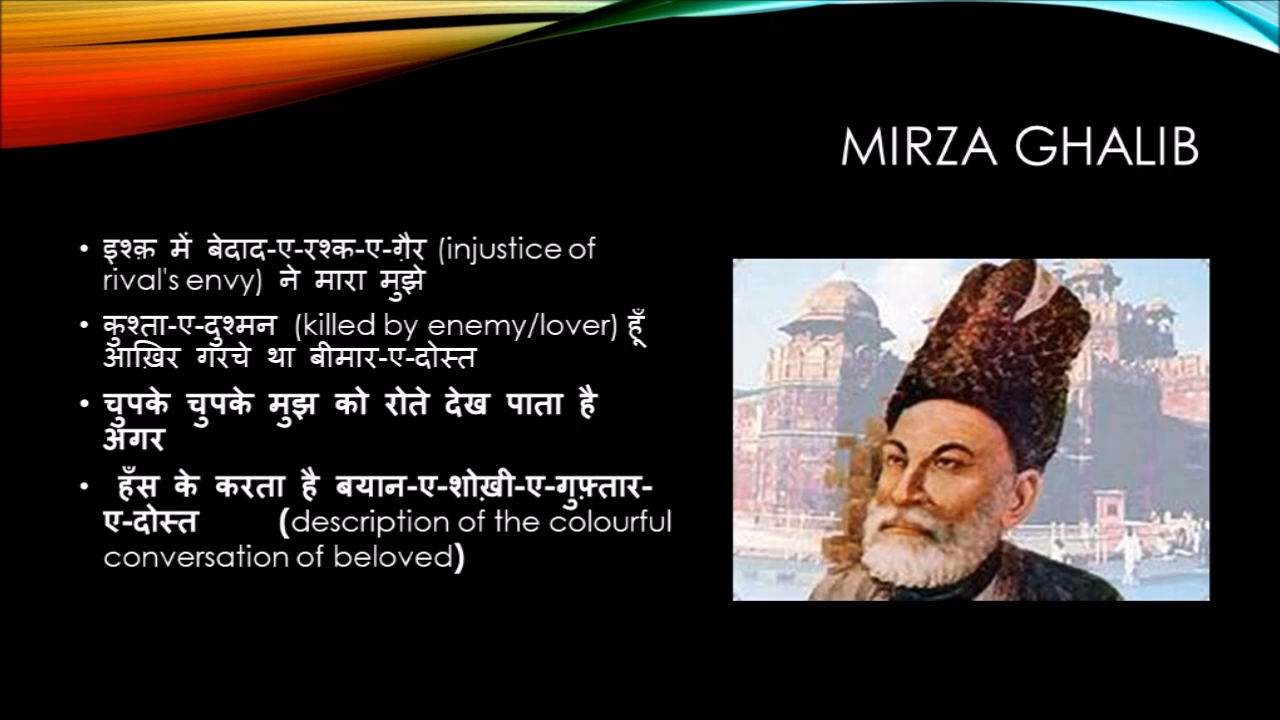 MIRZA GHALIB
• इश्क़ में बेदाद-ए-रश्क-ए-ग़ैर (injustice of
rival's envy) ने मारा मुझे
• कुश्ता-ए-दुश्मन (killed by enemy/lover) हूँ
आख़िर गरचे था बीमार-ए-दोस्त
• चुपके चुपके मुझ को रोते देख पाता है
अगर
• हँस के करता है बयान-ए-शोख़ी-ए-गुफ़्तार-
ए-दोस्त (description of the colourful
conversation of beloved)